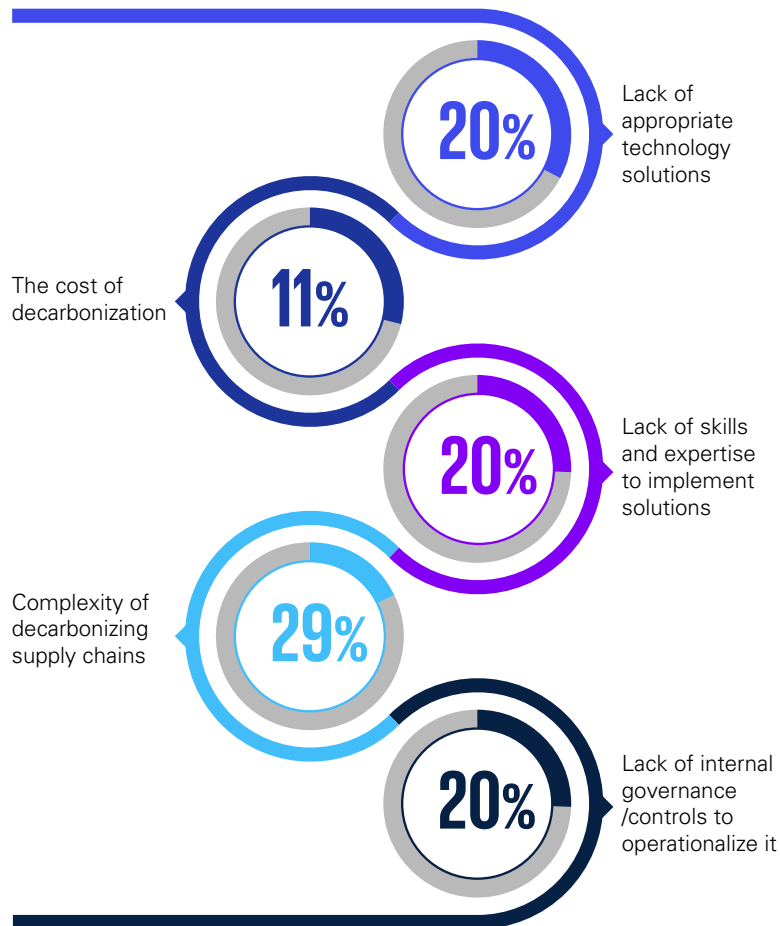 20%
Lack of
appropriate
technology
solutions
The cost of
decarbonization
11%
20%
Lack of skills
and expertise
to implement
solutions
Complexity of
decarbonizing
supply chains
29%
20%
Lack of internal
governance
/controls to
operationalize it